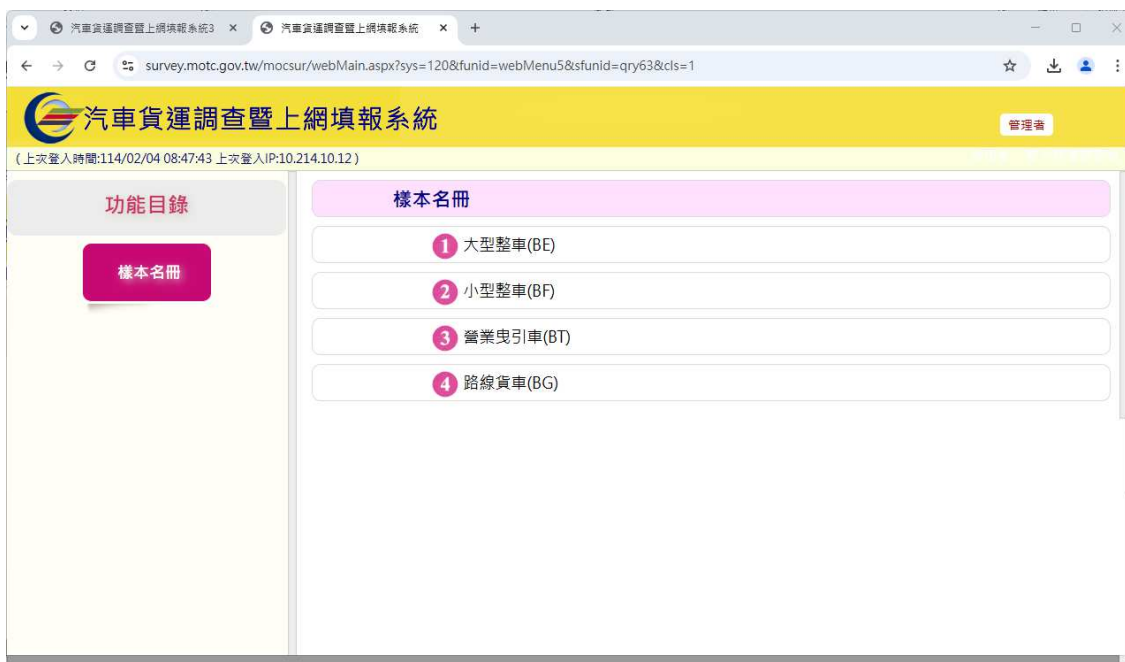 汽車貨運調查暨上網填報系統3
汽車貨運調查暨上網填報系統
survey.motc.gov.tw/mocsur/webMain.aspx?sys=120&funid=webMenu5&sfunid=qry63&cls=1
汽車貨運調查暨上網填報系統
管理者
(上次登入時間:114/02/04 08:47:43 上次登入IP:10.214.10.12)
功能目錄
樣本名冊
樣本名冊
1 大型整車(BE)
2 小型整車(BF)
3 營業曳引車(BT)
4 路線貨車(BG)